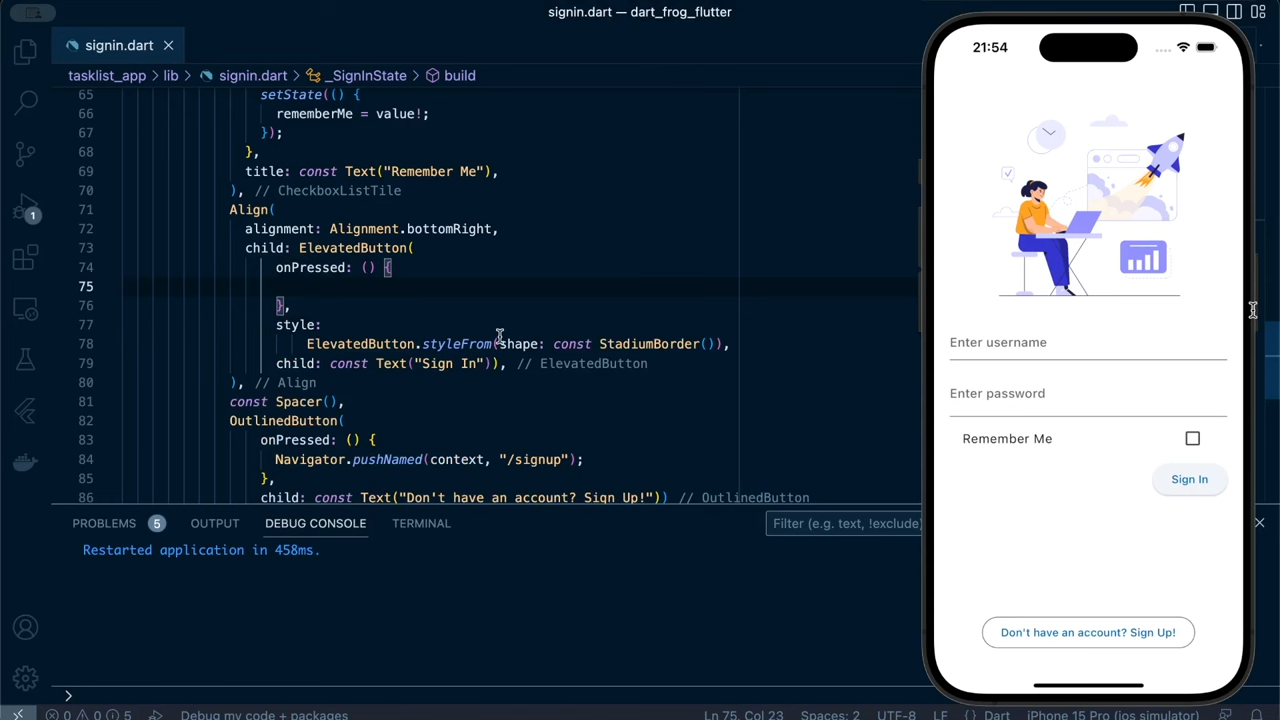 signin.dart — dart_frog_flutter
signin.dart
tasklist_app > lib > signin.dart > _SignInState > build
65 setState(() {
66 rememberMe = value!;
67 });
68 },
69 title: const Text("Remember Me"),
70 ), // CheckboxListTile
71 Align(
72 alignment: Alignment.bottomRight,
73 child: ElevatedButton(
74 onPressed: () {
75
76 },
77 style:
78 ElevatedButton.styleFrom(shape: const StadiumBorder()),
79 child: const Text("Sign In")), // ElevatedButton
80 ), // Align
81 const Spacer(),
82 OutlinedButton(
83 onPressed: () {
84 Navigator.pushNamed(context, "/signup");
85 },
86 child: const Text("Don't have an account? Sign Up!")) // OutlinedButton
1
PROBLEMS 5 OUTPUT DEBUG CONSOLE TERMINAL
Filter (e.g. text, !exclude)
Restarted application in 458ms.
>
0 0 5 Debug my code + packages
Ln 75, Col 23 Spaces: 2 UTF-8 LF {} Dart iPhone 15 Pro (ios simulator)
21:54
Enter username
Enter password
Remember Me
Sign In
Don't have an account? Sign Up!